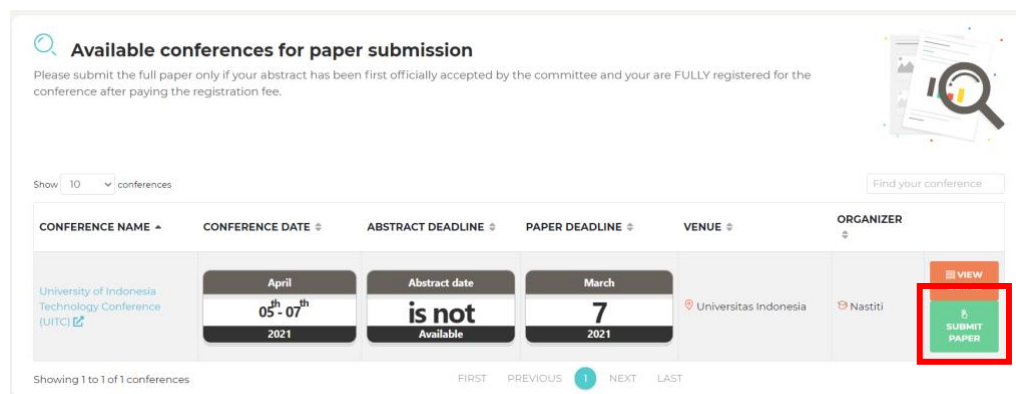 Available conferences for paper submission
Please submit the full paper only if your abstract has been first officially accepted by the committee and your are FULLY registered for the
conference after paying the registration fee.
Show 10 conferences
Find your conference
CONFERENCE NAME
CONFERENCE DATE
ABSTRACT DEADLINE
PAPER DEADLINE
VENUE
ORGANIZER
University of Indonesia
Technology Conference
(UITC)
April
05th - 07th
2021
Abstract date
is not
Available
March
7
2021
Universitas Indonesia
Nastiti
VIEW
SUBMIT
PAPER
Showing 1 to 1 of 1 conferences
FIRST PREVIOUS 1 NEXT LAST